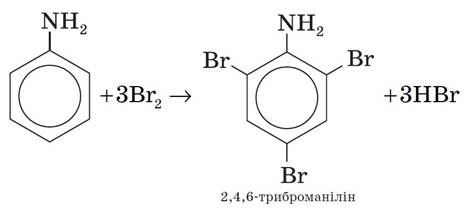 NH₂ NH₂
Br Br
+3Br₂ → +3HBr
Br
2,4,6-триброманілін